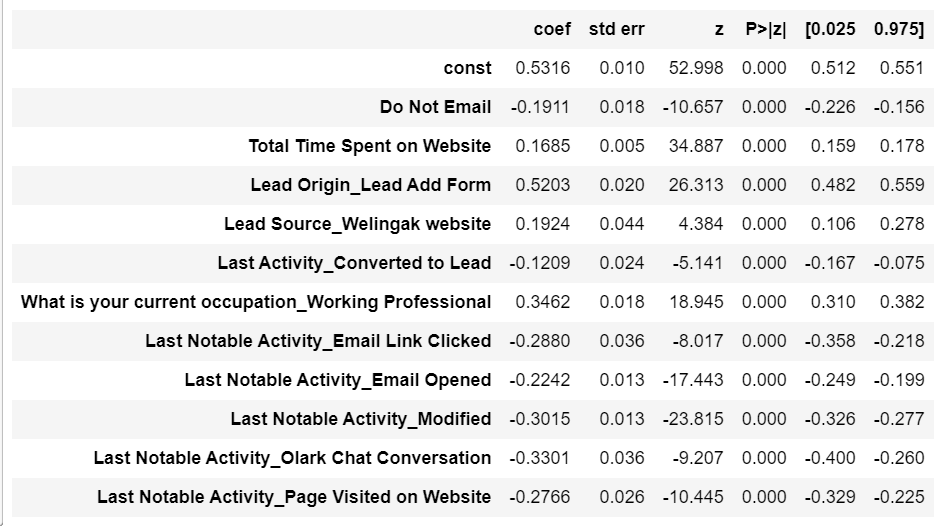 coef std err z P>|z| [0.025 0.975]
const 0.5316 0.010 52.998 0.000 0.512 0.551
Do Not Email -0.1911 0.018 -10.657 0.000 -0.226 -0.156
Total Time Spent on Website 0.1685 0.005 34.887 0.000 0.159 0.178
Lead Origin_Lead Add Form 0.5203 0.020 26.313 0.000 0.482 0.559
Lead Source_Welingak website 0.1924 0.044 4.384 0.000 0.106 0.278
Last Activity_Converted to Lead -0.1209 0.024 -5.141 0.000 -0.167 -0.075
What is your current occupation_Working Professional 0.3462 0.018 18.945 0.000 0.310 0.382
Last Notable Activity_Email Link Clicked -0.2880 0.036 -8.017 0.000 -0.358 -0.218
Last Notable Activity_Email Opened -0.2242 0.013 -17.443 0.000 -0.249 -0.199
Last Notable Activity_Modified -0.3015 0.013 -23.815 0.000 -0.326 -0.277
Last Notable Activity_Olark Chat Conversation -0.3301 0.036 -9.207 0.000 -0.400 -0.260
Last Notable Activity_Page Visited on Website -0.2766 0.026 -10.445 0.000 -0.329 -0.225